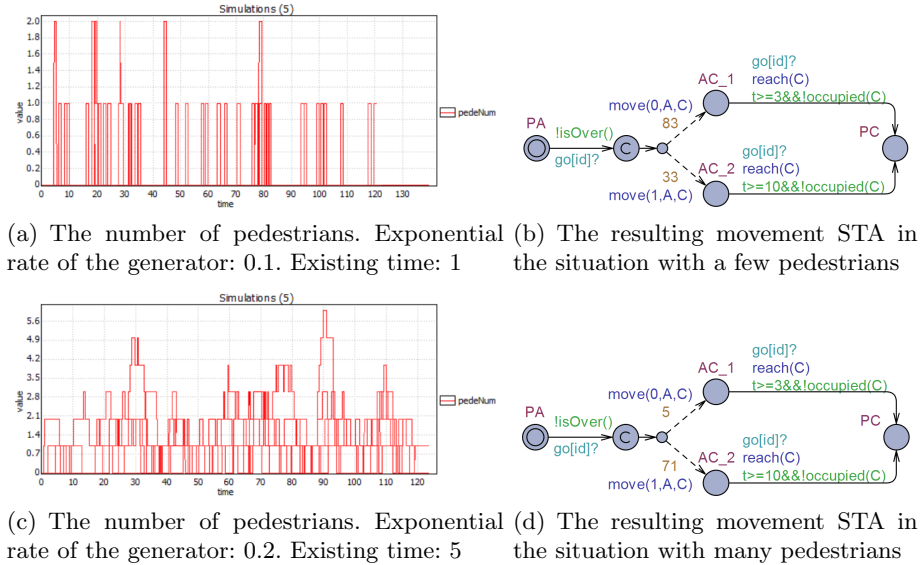 Simulations (5)
2.0
1.8
1.6
1.4
1.2
1.0
0.8
0.6
0.4
0.2
0
value
0 10 20 30 40 50 60 70 80 90 100 110 120 130
time
pedeNum
PA
!isOver()
go[id]?
C
move(0,A,C)
83
33
move(1,A,C)
AC_1
go[id]?
reach(C)
t>=3&&!occupied(C)
AC_2
go[id]?
reach(C)
t>=10&&!occupied(C)
PC
(a) The number of pedestrians. Exponential
rate of the generator: 0.1. Existing time: 1
(b) The resulting movement STA in
the situation with a few pedestrians
Simulations (5)
5.6
4.9
4.2
3.5
2.8
2.1
1.4
0.7
0
value
0 10 20 30 40 50 60 70 80 90 100 110 120
time
pedeNum
PA
!isOver()
go[id]?
C
move(0,A,C)
5
71
move(1,A,C)
AC_1
go[id]?
reach(C)
t>=3&&!occupied(C)
AC_2
go[id]?
reach(C)
t>=10&&!occupied(C)
PC
(c) The number of pedestrians. Exponential
rate of the generator: 0.2. Existing time: 5
(d) The resulting movement STA in
the situation with many pedestrians